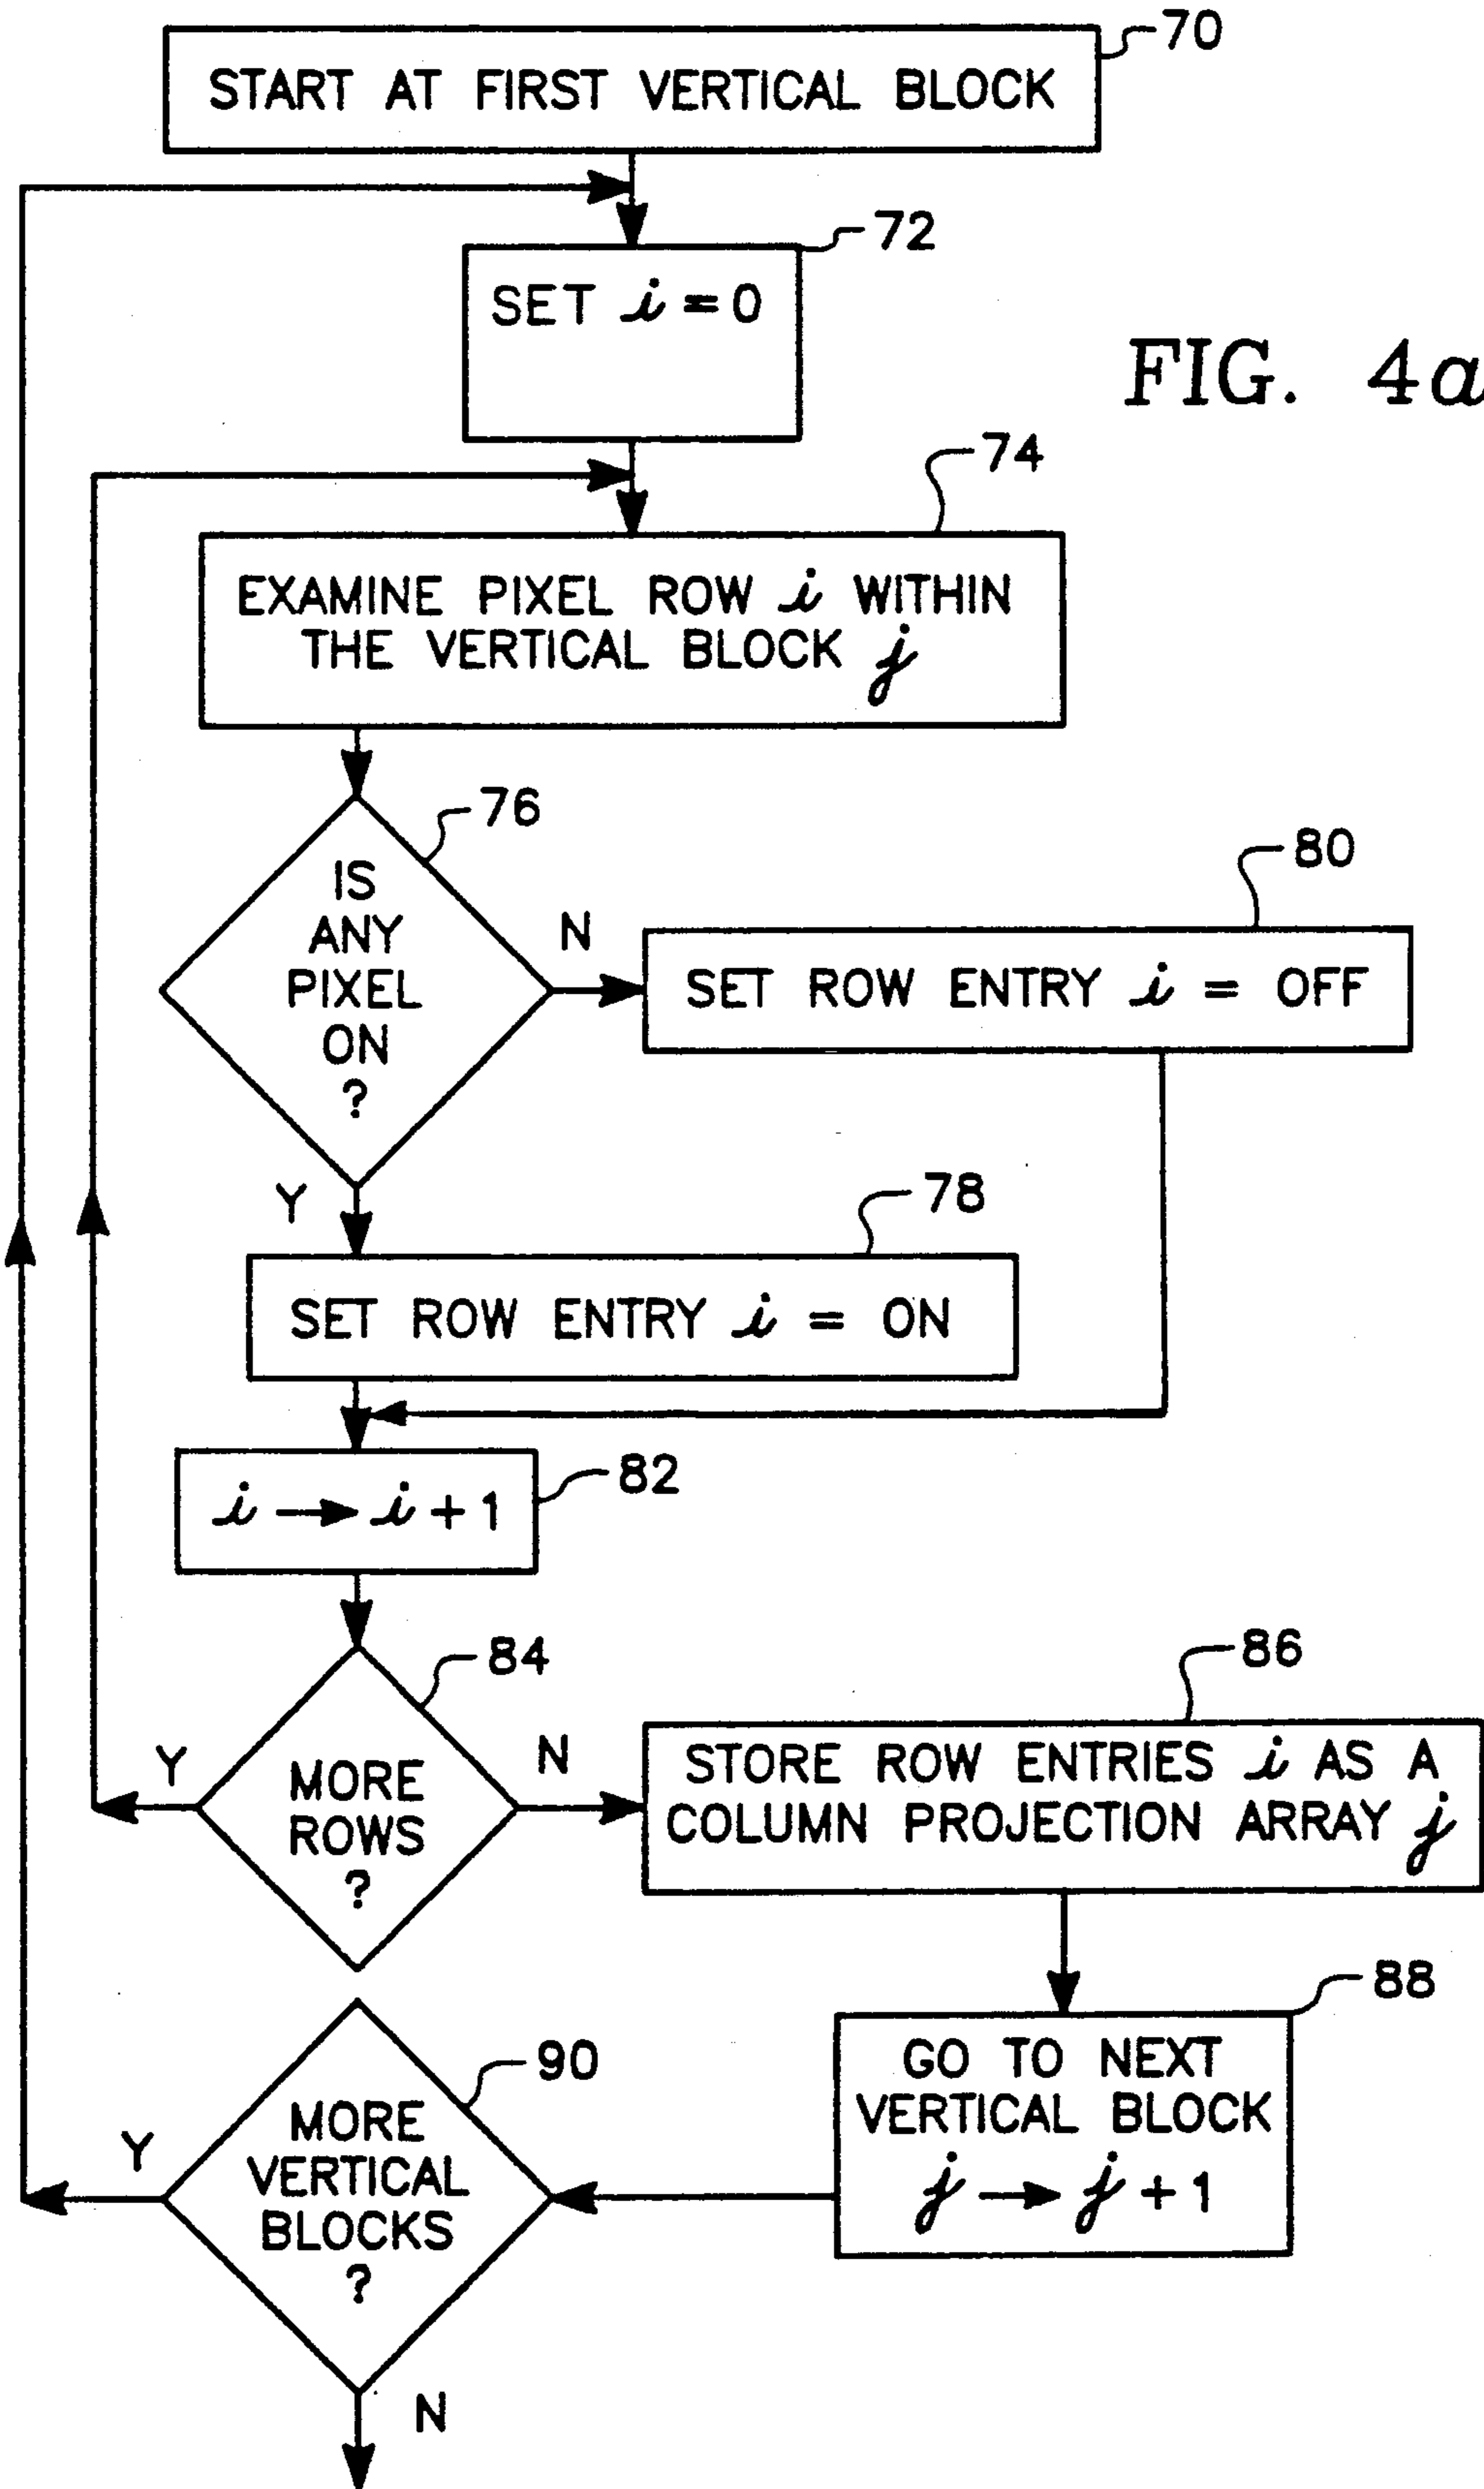 70
START AT FIRST VERTICAL BLOCK
72
SET i = 0
FIG. 4a
74
EXAMINE PIXEL ROW i WITHIN
THE VERTICAL BLOCK j
76
IS
ANY
PIXEL
ON
?
N
80
SET ROW ENTRY i = OFF
Y
78
SET ROW ENTRY i = ON
82
i → i + 1
84
MORE
ROWS
?
Y
N
86
STORE ROW ENTRIES i AS A
COLUMN PROJECTION ARRAY j
88
GO TO NEXT
VERTICAL BLOCK
j → j + 1
90
MORE
VERTICAL
BLOCKS
?
Y
N